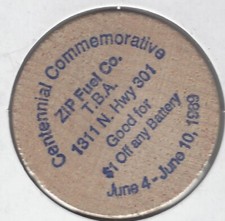 Centennial Commemorative
ZIP Fuel Co.
T.B.A.
1311 N. Hwy 301
Good for
$1 Off any Battery
June 4 - June 10, 1989